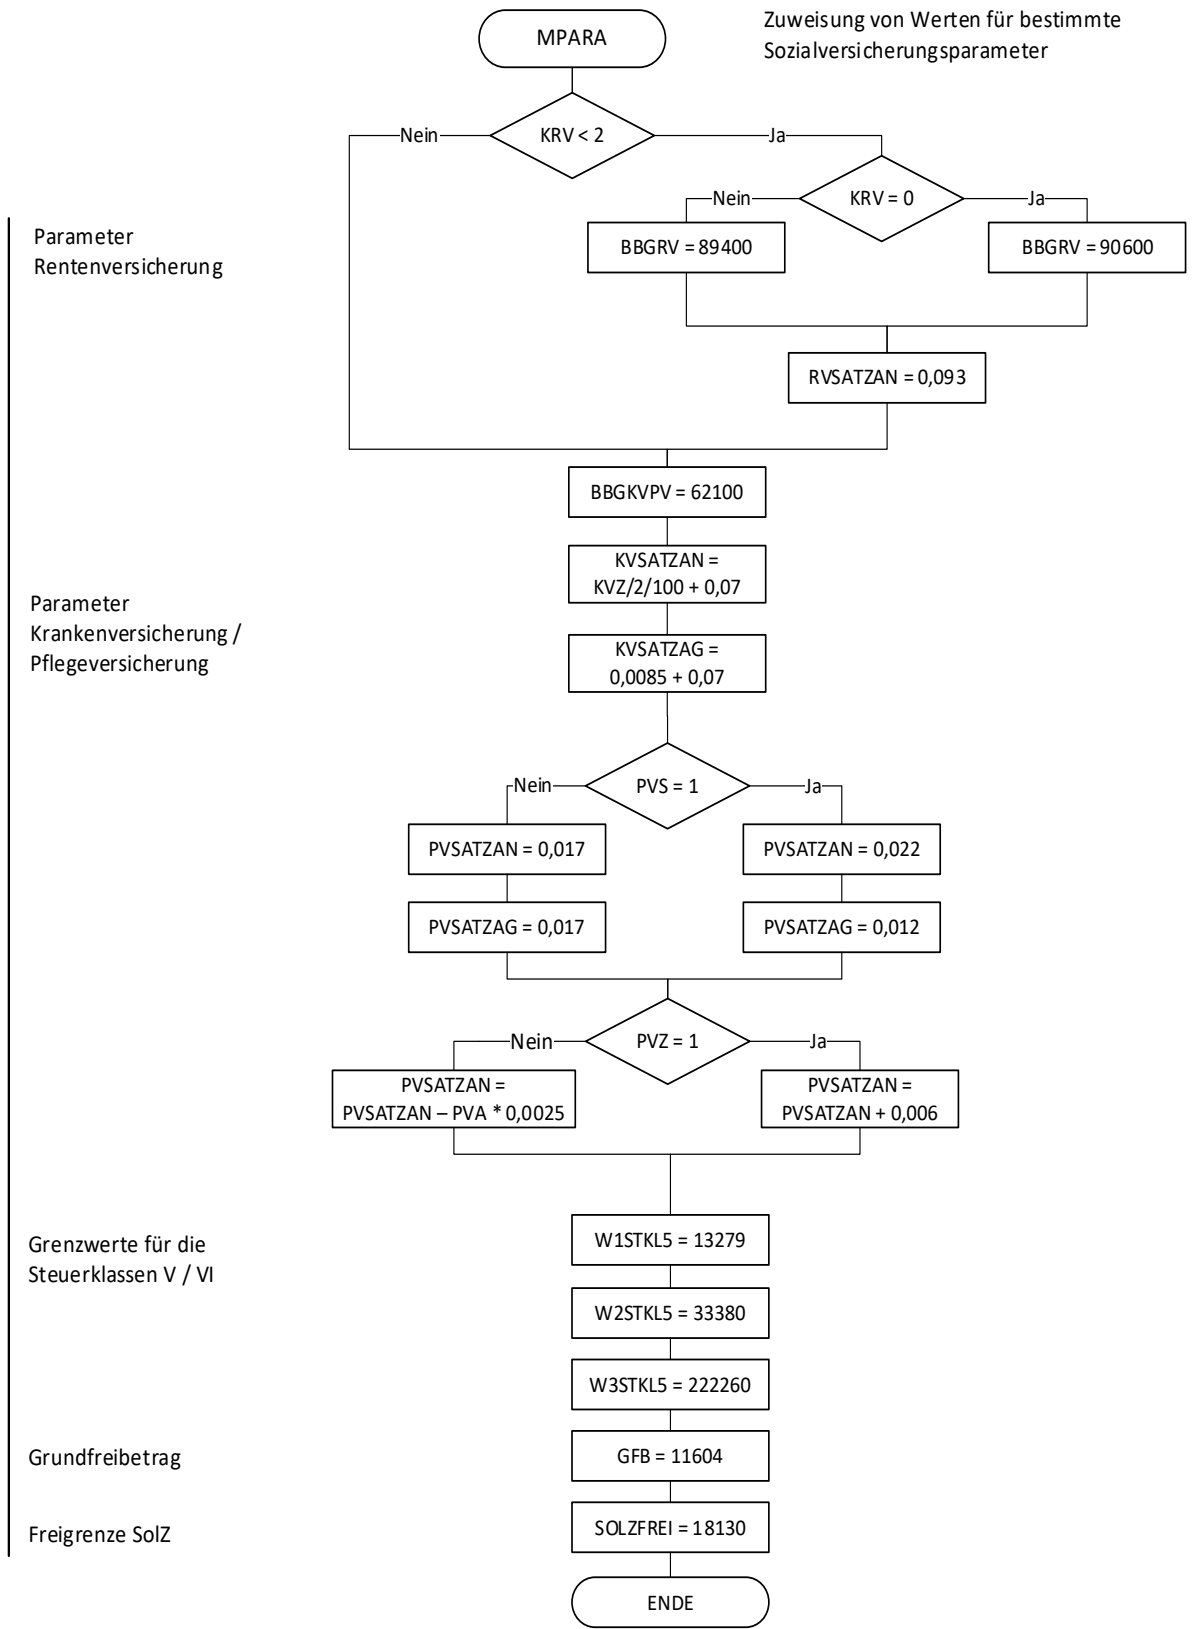 MPARA
Zuweisung von Werten für bestimmte
Sozialversicherungsparameter
KRV < 2
Nein
Ja
KRV = 0
Nein
Ja
Parameter
Rentenversicherung
BBGRV = 89400
BBGRV = 90600
RVSATZAN = 0,093
BBGKVPV = 62100
KVSATZAN =
KVZ/2/100 + 0,07
Parameter
Krankenversicherung /
Pflegeversicherung
KVSATZAG =
0,0085 + 0,07
PVS = 1
Nein
Ja
PVSATZAN = 0,017
PVSATZAN = 0,022
PVSATZAG = 0,017
PVSATZAG = 0,012
PVZ = 1
Nein
Ja
PVSATZAN =
PVSATZAN – PVA * 0,0025
PVSATZAN =
PVSATZAN + 0,006
Grenzwerte für die
Steuerklassen V / VI
W1STKL5 = 13279
W2STKL5 = 33380
W3STKL5 = 222260
Grundfreibetrag
GFB = 11604
Freigrenze SolZ
SOLZFREI = 18130
ENDE